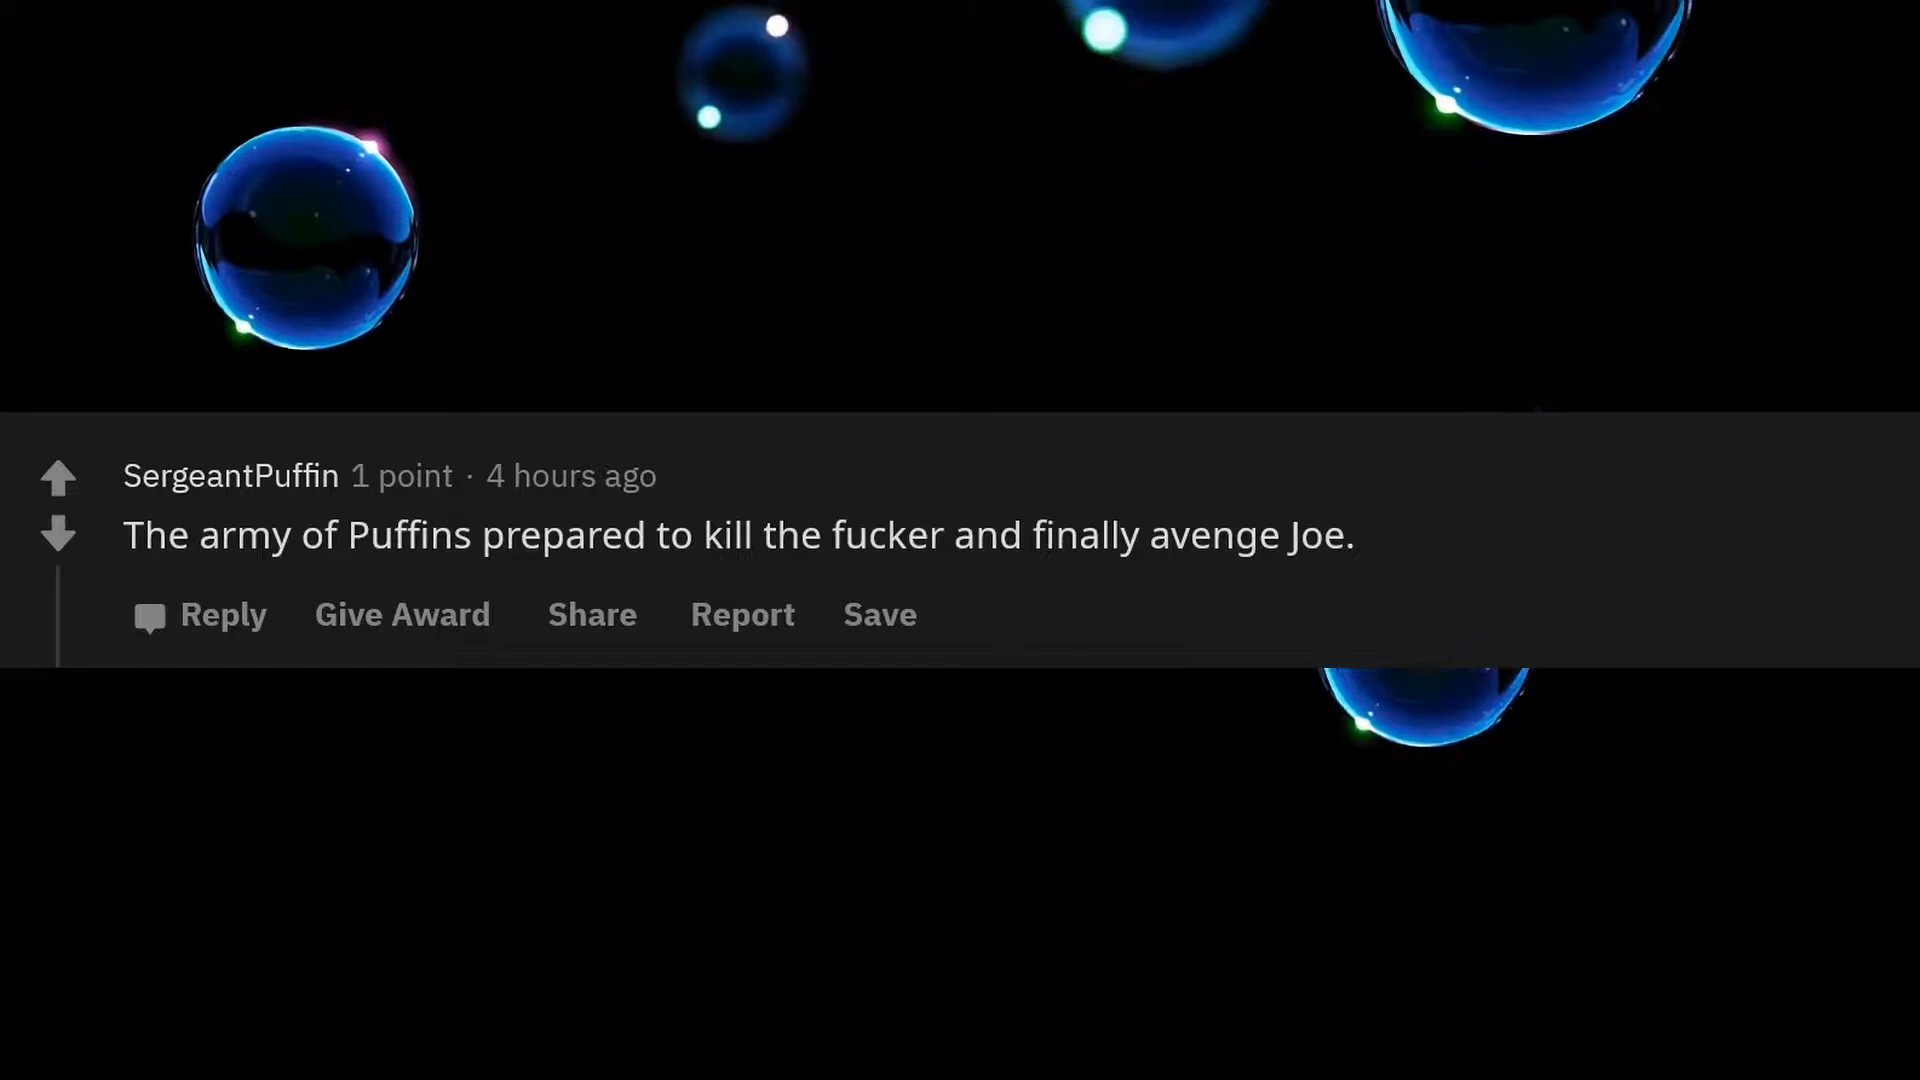 SergeantPuffin 1 point · 4 hours ago
The army of Puffins prepared to kill the fucker and finally avenge Joe.
Reply Give Award Share Report Save